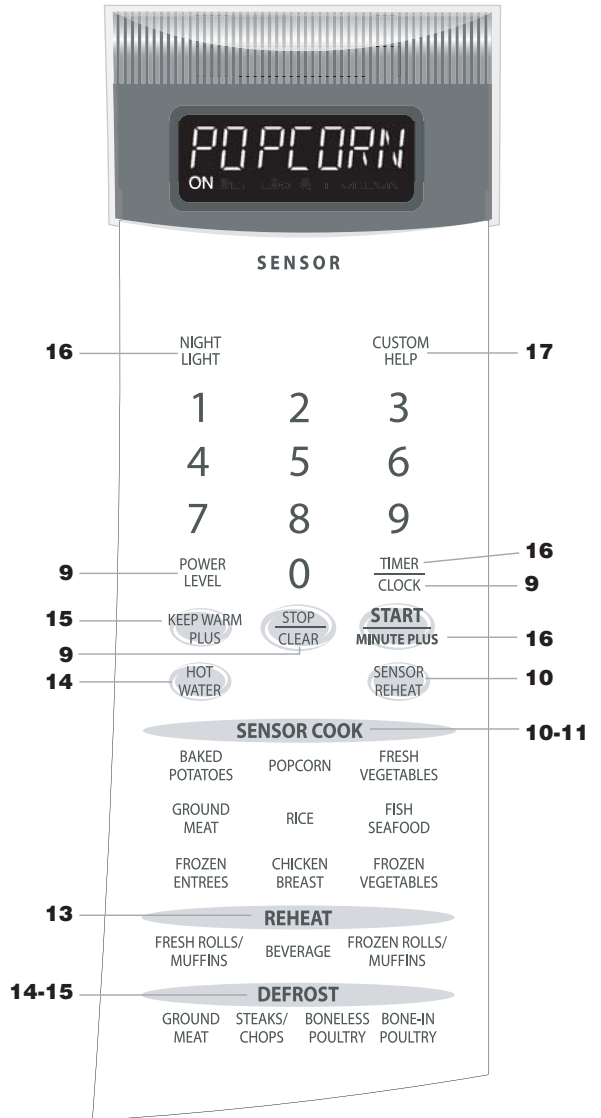 POPCORN
ON
SENSOR
16 NIGHT LIGHT CUSTOM HELP 17
1 2 3
4 5 6
7 8 9
9 POWER LEVEL 0 TIMER 16
CLOCK 9
15 KEEP WARM PLUS STOP START
9 CLEAR MINUTE PLUS 16
14 HOT WATER SENSOR REHEAT 10
SENSOR COOK 10-11
BAKED POTATOES POPCORN FRESH VEGETABLES
GROUND MEAT RICE FISH SEAFOOD
FROZEN ENTREES CHICKEN BREAST FROZEN VEGETABLES
13 REHEAT
FRESH ROLLS/ MUFFINS BEVERAGE FROZEN ROLLS/ MUFFINS
14-15 DEFROST
GROUND MEAT STEAKS/ CHOPS BONELESS POULTRY BONE-IN POULTRY